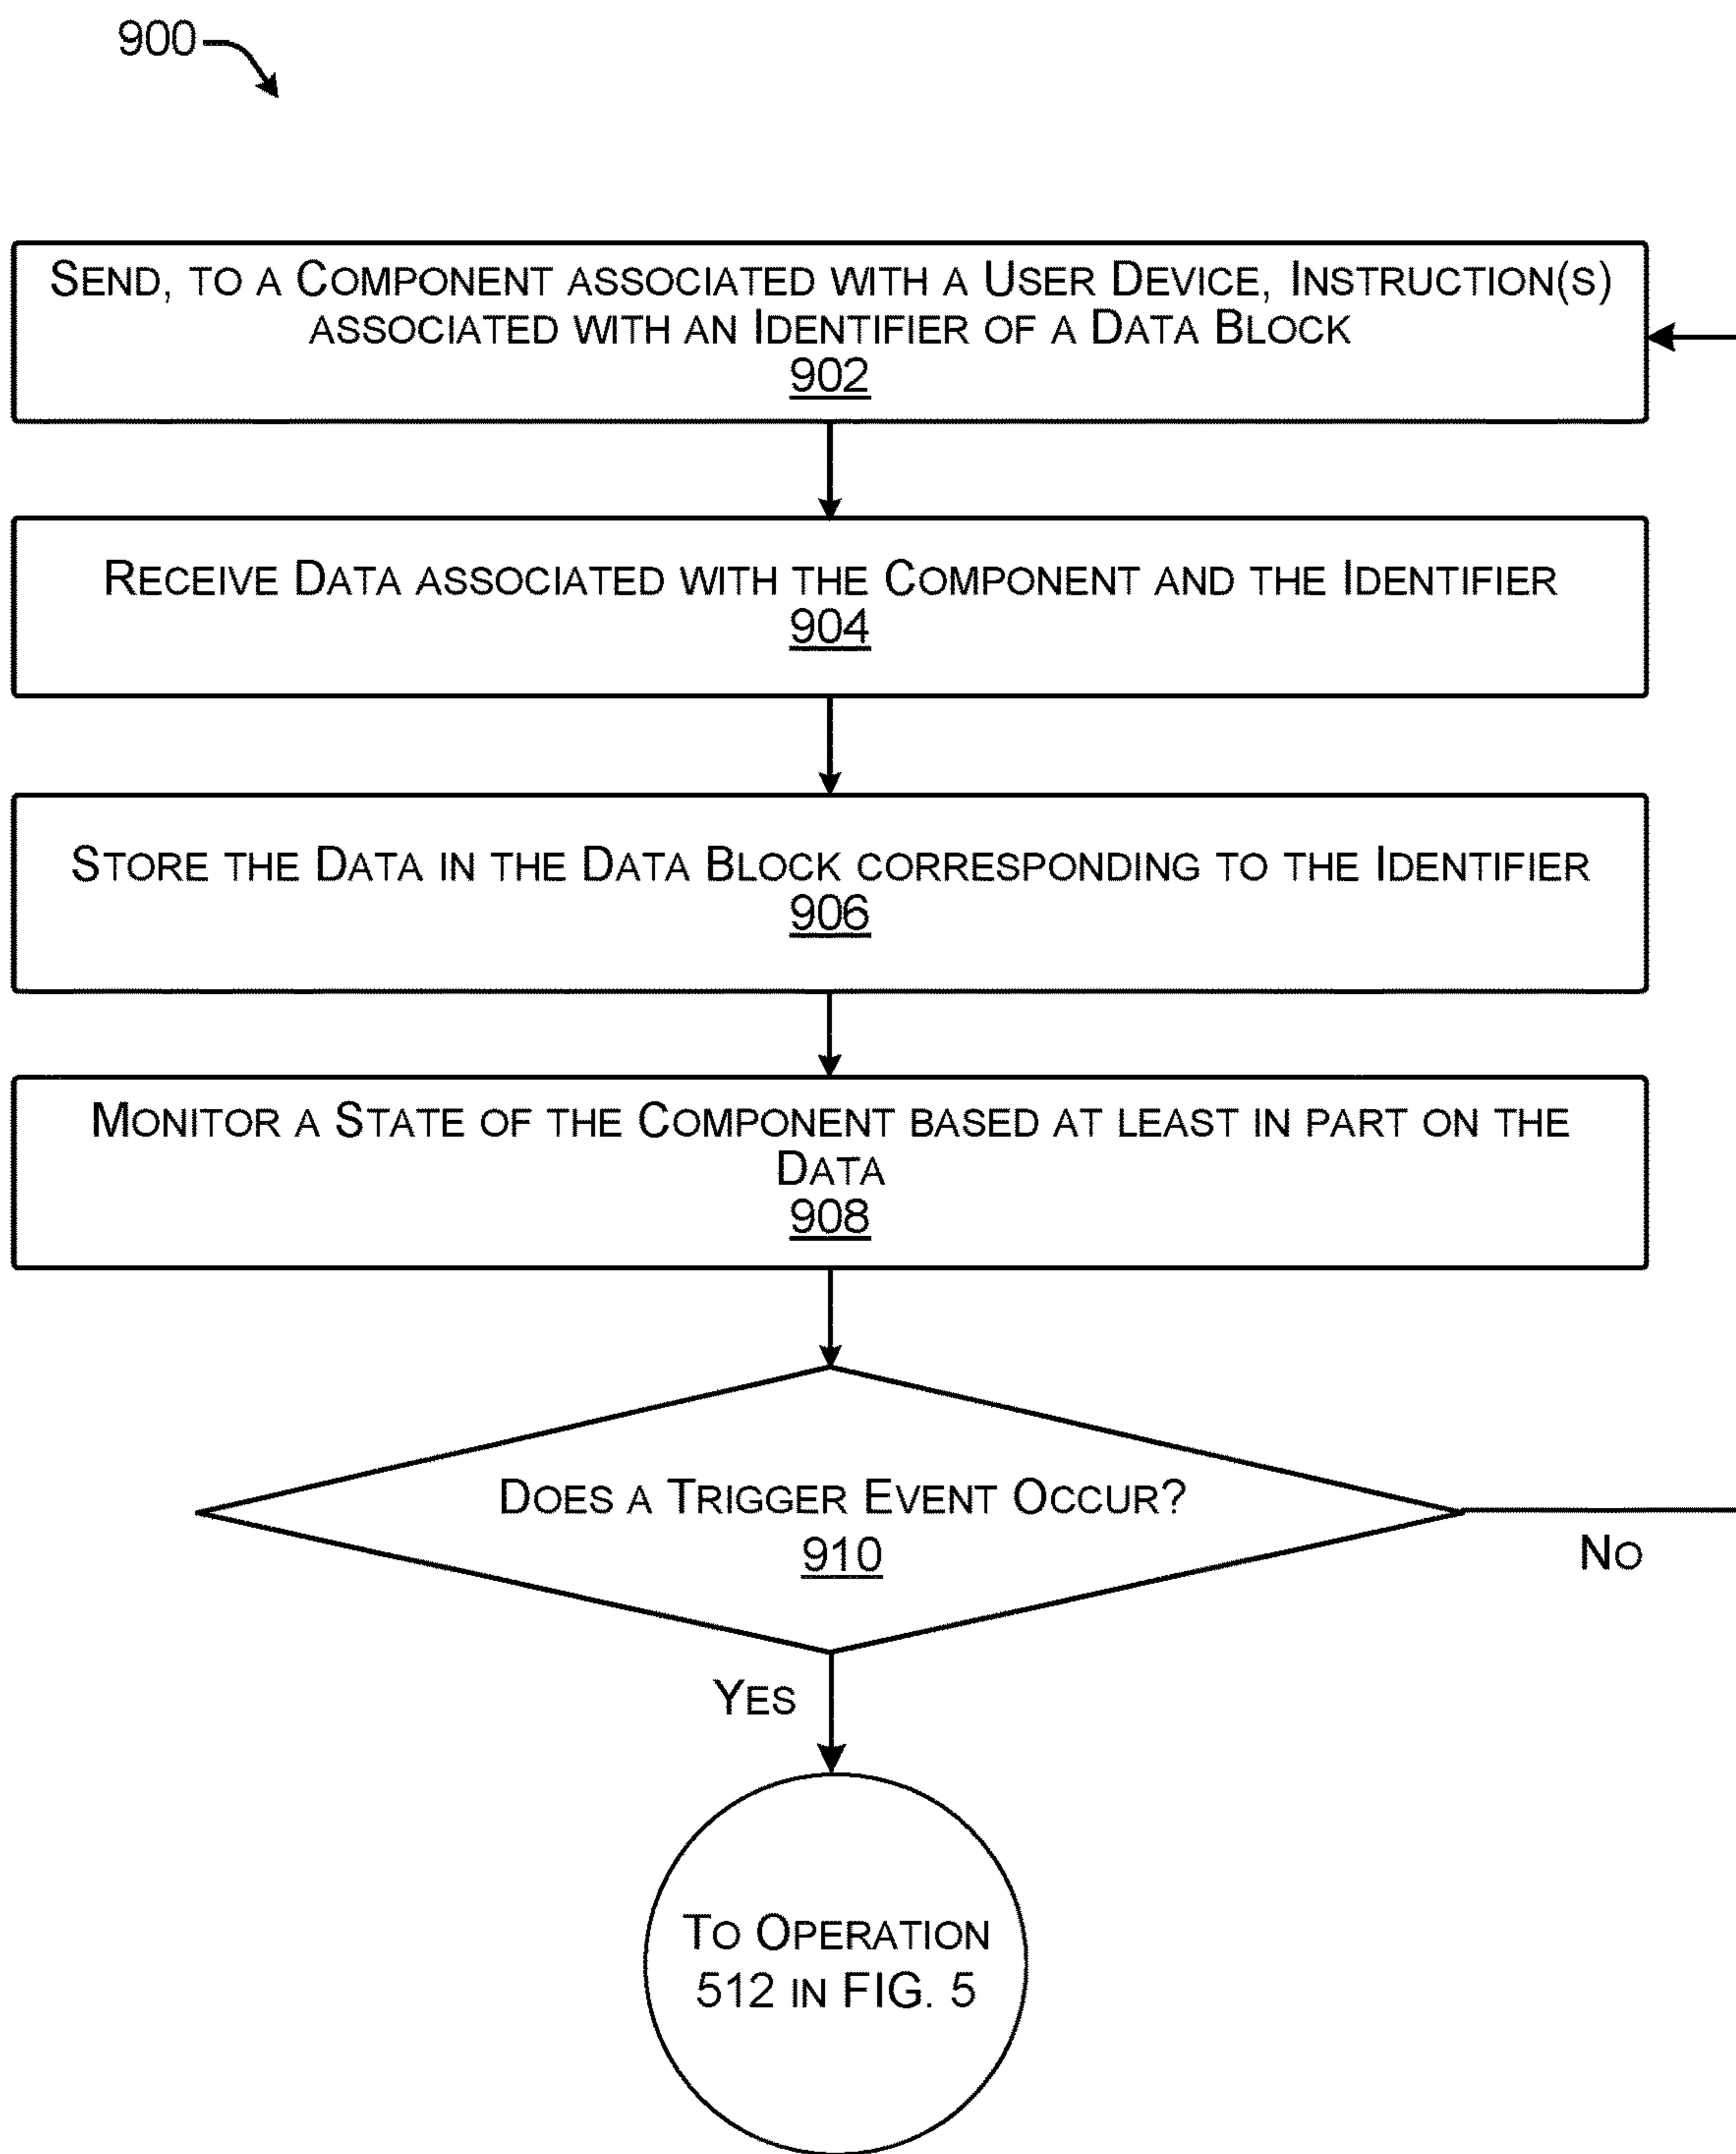 900
Send, to a Component associated with a User Device, Instruction(s)
associated with an Identifier of a Data Block
902
Receive Data associated with the Component and the Identifier
904
Store the Data in the Data Block corresponding to the Identifier
906
Monitor a State of the Component based at least in part on the
Data
908
Does a Trigger Event Occur?
910
No
Yes
To Operation
512 in FIG. 5